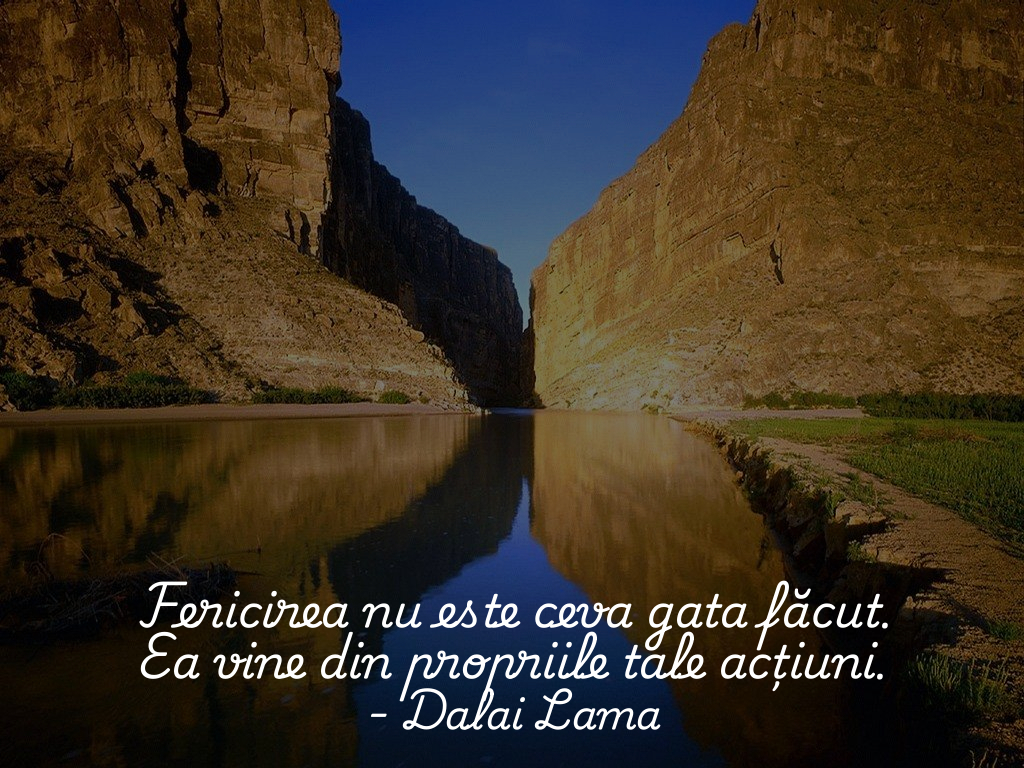 Fericirea nu este ceva gata făcut.
Ea vine din propriile tale acțiuni.
- Dalai Lama